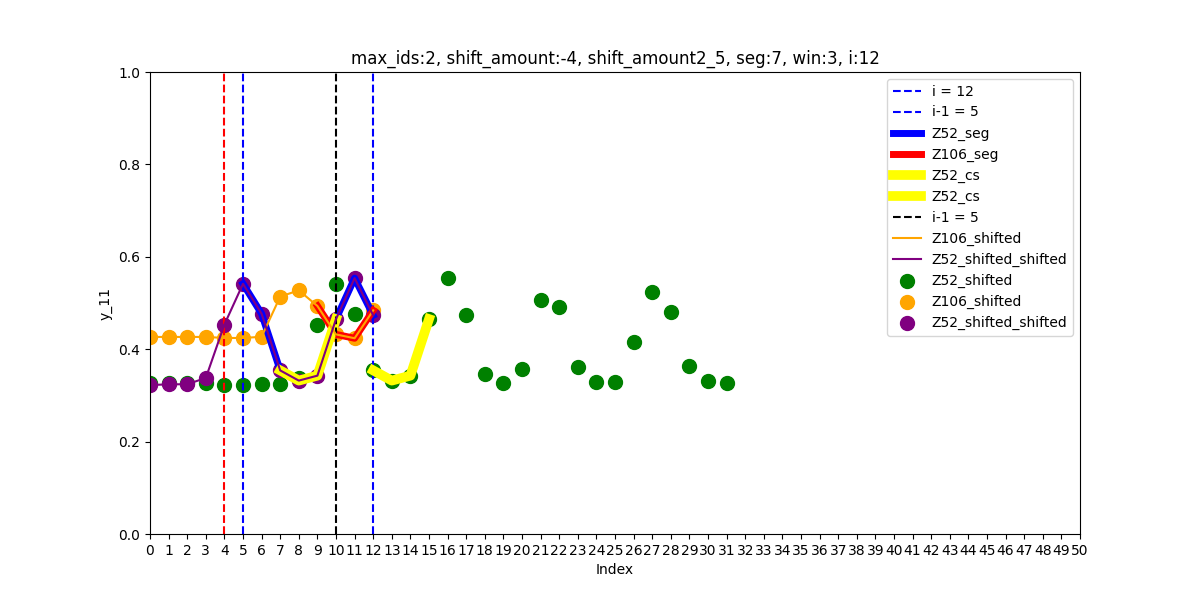 max_ids:2, shift_amount:-4, shift_amount2_5, seg:7, win:3, i:12
i = 12
i-1 = 5
Z52_seg
Z106_seg
Z52_cs
Z52_cs
i-1 = 5
Z106_shifted
Z52_shifted_shifted
Z52_shifted
Z106_shifted
Z52_shifted_shifted
1.0
0.8
0.6
0.4
0.2
0.0
y_11
0 1 2 3 4 5 6 7 8 9 10 11 12 13 14 15 16 17 18 19 20 21 22 23 24 25 26 27 28 29 30 31 32 33 34 35 36 37 38 39 40 41 42 43 44 45 46 47 48 49 50
Index